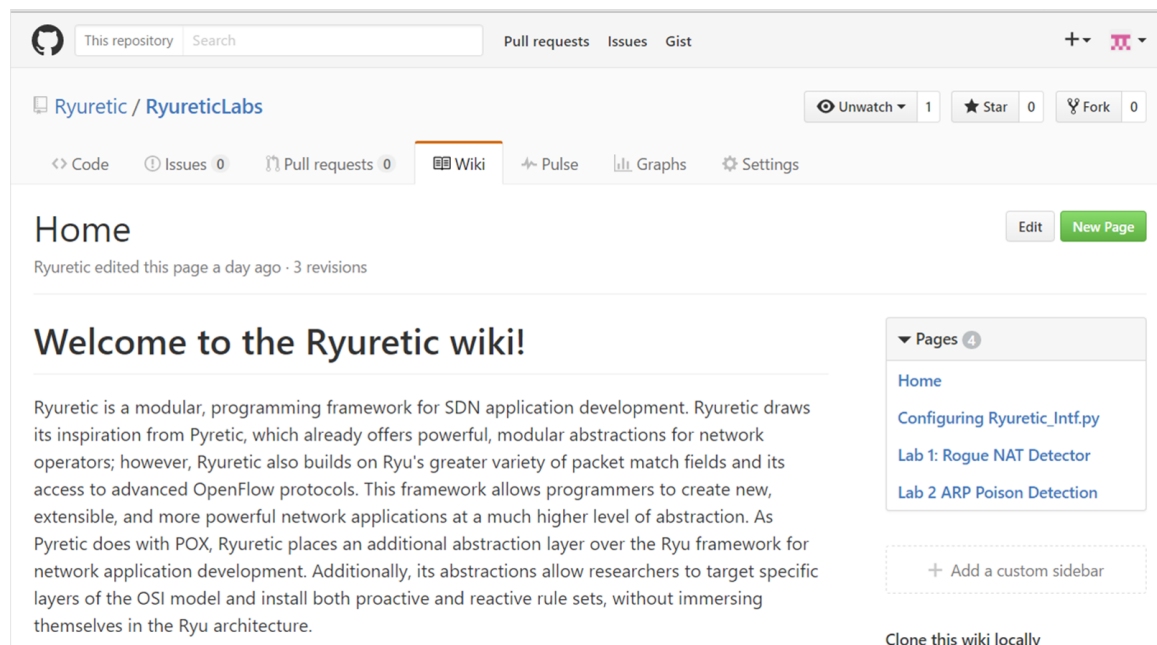 This repository Search Pull requests Issues Gist
Ryuretic / RyureticLabs Unwatch 1 Star 0 Fork 0
Code Issues 0 Pull requests 0 Wiki Pulse Graphs Settings
Home Edit New Page
Ryuretic edited this page a day ago · 3 revisions
Welcome to the Ryuretic wiki!
Ryuretic is a modular, programming framework for SDN application development. Ryuretic draws
its inspiration from Pyretic, which already offers powerful, modular abstractions for network
operators; however, Ryuretic also builds on Ryu's greater variety of packet match fields and its
access to advanced OpenFlow protocols. This framework allows programmers to create new,
extensible, and more powerful network applications at a much higher level of abstraction. As
Pyretic does with POX, Ryuretic places an additional abstraction layer over the Ryu framework for
network application development. Additionally, its abstractions allow researchers to target specific
layers of the OSI model and install both proactive and reactive rule sets, without immersing
themselves in the Ryu architecture.
Pages 4
Home
Configuring Ryuretic_Intf.py
Lab 1: Rogue NAT Detector
Lab 2 ARP Poison Detection
+ Add a custom sidebar
Clone this wiki locally